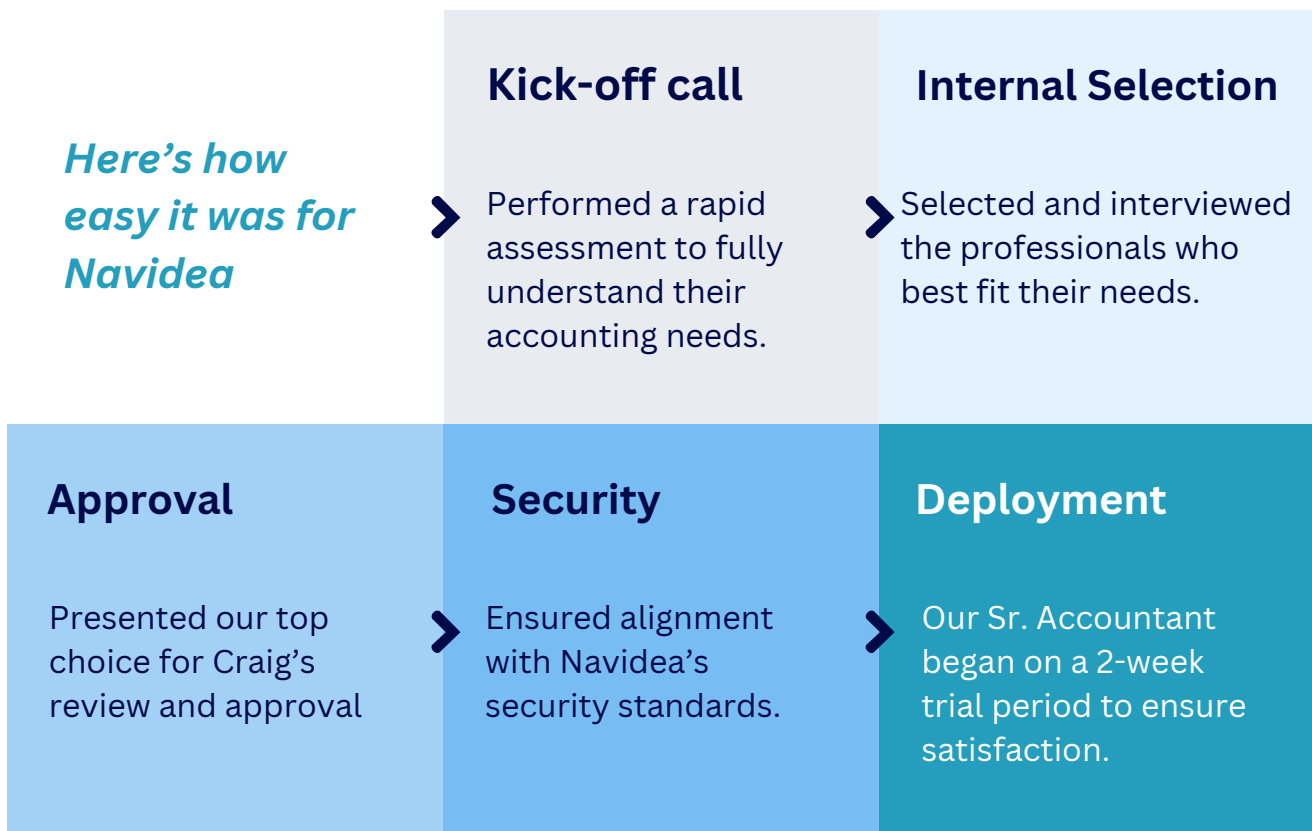 Here’s how
easy it was for
Navidea
Kick-off call
Performed a rapid
assessment to fully
understand their
accounting needs.
Internal Selection
Selected and interviewed
the professionals who
best fit their needs.
Approval
Presented our top
choice for Craig’s
review and approval
Security
Ensured alignment
with Navidea’s
security standards.
Deployment
Our Sr. Accountant
began on a 2-week
trial period to ensure
satisfaction.